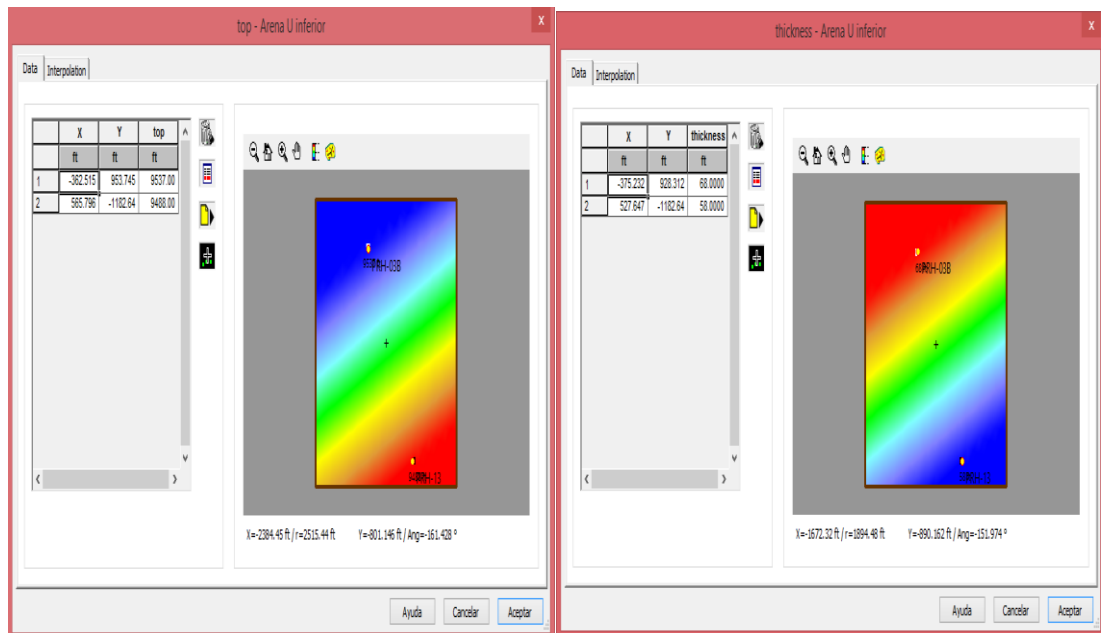 top - Arena U inferior
x
Data Interpolation
X Y top
ft ft ft
1 -362.515 953.745 9537.00
2 565.796 -1182.64 9488.00
X=-2384.45 ft / r=2515.44 ft Y=-801.146 ft / Ang=-161.428 º
Ayuda Cancelar Aceptar
thickness - Arena U inferior
x
Data Interpolation
X Y thickness
ft ft ft
1 -375.232 928.312 68.0000
2 527.647 -1182.64 58.0000
X=-1672.32 ft / r=1894.48 ft Y=-890.162 ft / Ang=-151.974 º
Ayuda Cancelar Aceptar